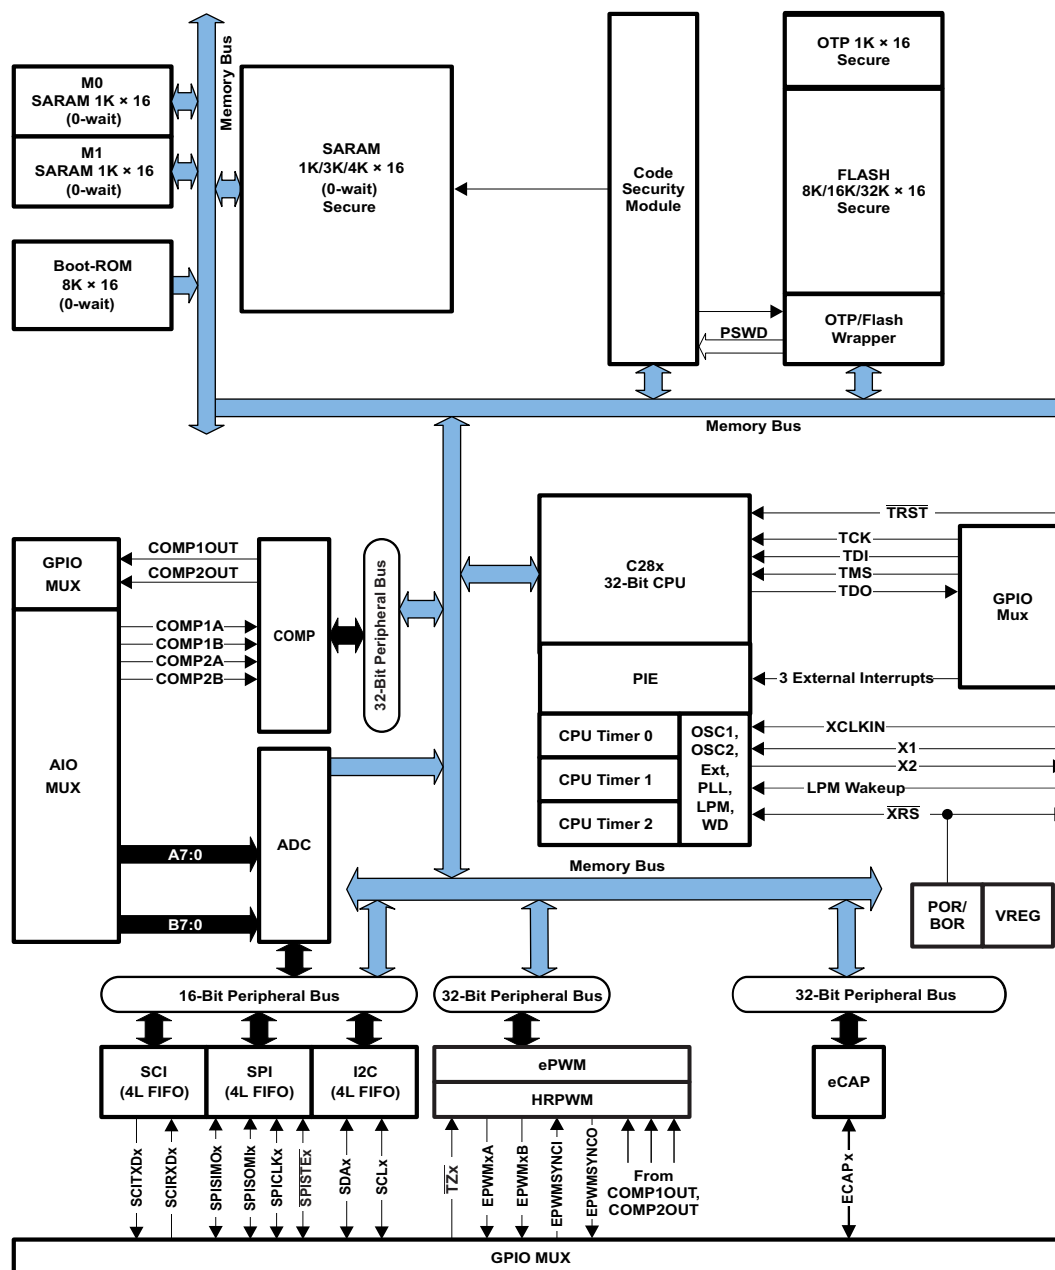 Memory Bus
M0
SARAM 1K × 16
(0-wait)
M1
SARAM 1K × 16
(0-wait)
Boot-ROM
8K × 16
(0-wait)
SARAM
1K/3K/4K × 16
(0-wait)
Secure
Code
Security
Module
OTP 1K × 16
Secure
FLASH
8K/16K/32K × 16
Secure
OTP/Flash
Wrapper
PSWD
Memory Bus
GPIO
MUX
AIO
MUX
COMP1OUT
COMP2OUT
COMP1A
COMP1B
COMP2A
COMP2B
COMP
32-Bit Peripheral Bus
A7:0
B7:0
ADC
C28x
32-Bit CPU
PIE
CPU Timer 0
CPU Timer 1
CPU Timer 2
OSC1,
OSC2,
Ext,
PLL,
LPM,
WD
TRST
TCK
TDI
TMS
TDO
GPIO
Mux
3 External Interrupts
XCLKIN
X1
X2
LPM Wakeup
XRS
POR/
BOR
VREG
Memory Bus
16-Bit Peripheral Bus
32-Bit Peripheral Bus
32-Bit Peripheral Bus
SCI
(4L FIFO)
SPI
(4L FIFO)
I2C
(4L FIFO)
ePWM
HRPWM
eCAP
SCITXDx
SCIRXDx
SPISIMOx
SPISOMIx
SPICLKx
SPISTEx
SDAx
SCLx
TZx
EPWMxA
EPWMxB
EPWMSYNCI
EPWMSYNCO
From
COMP1OUT,
COMP2OUT
ECAPx
GPIO MUX